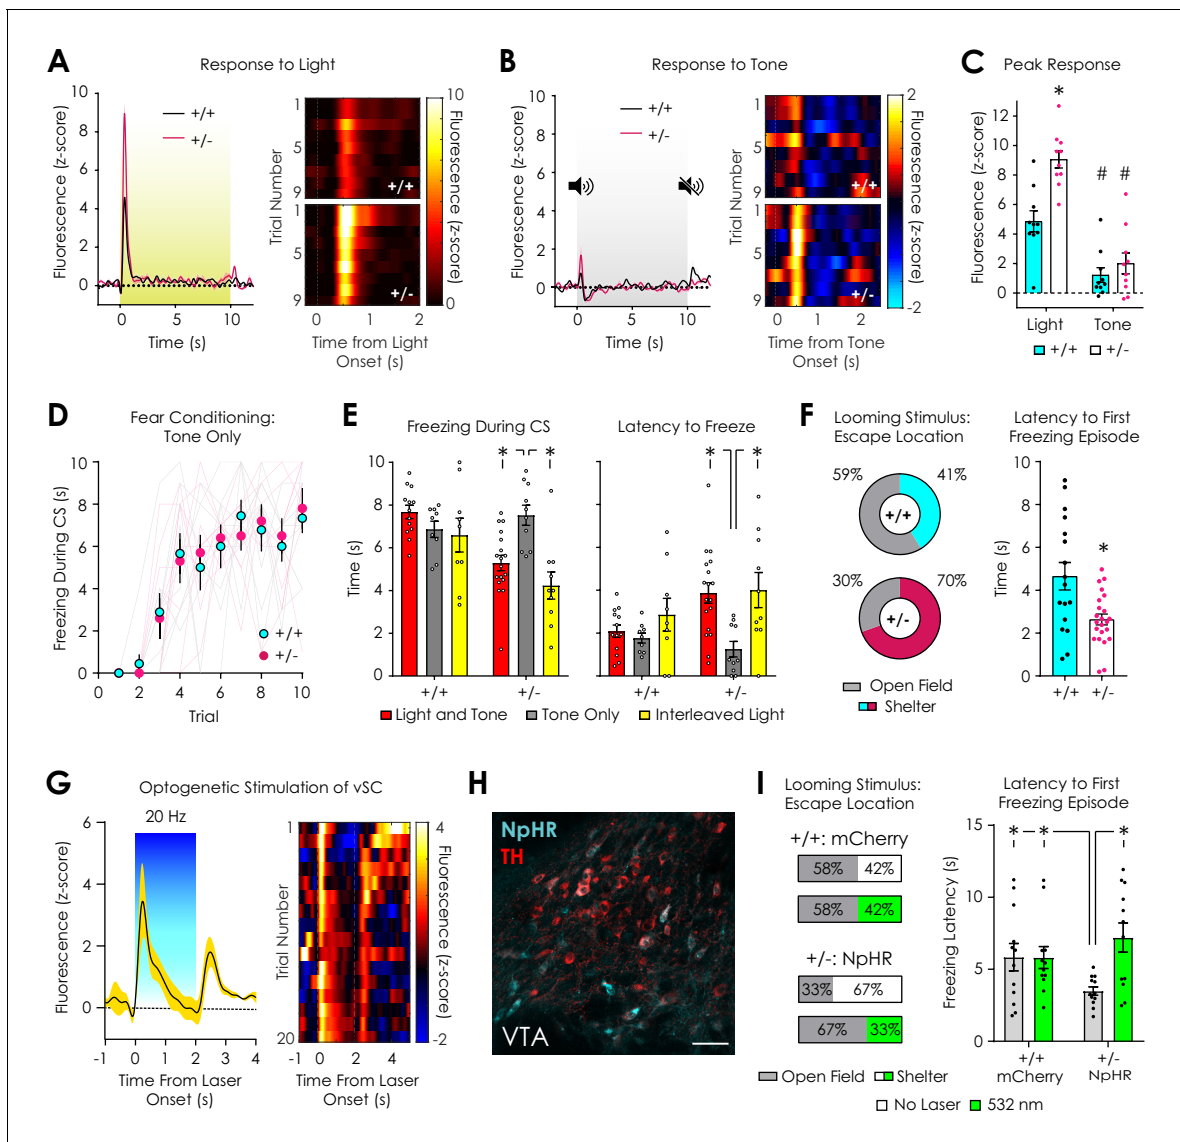 A
Response to Light
Fluorescence (z-score)
10
8
6
4
2
0
+/+
+/-
0
5
10
Time (s)
1
5
9
+/+
Trial Number
1
5
9
+/-
0
1
2
Time from Light
Onset (s)
10
0
Fluorescence (z-score)
B
Response to Tone
Fluorescence (z-score)
10
8
6
4
2
0
+/+
+/-
0
5
10
Time (s)
1
5
9
+/+
Trial Number
1
5
9
+/-
0
1
2
Time from Tone
Onset (s)
2
-2
Fluorescence (z-score)
C
Peak Response
Fluorescence (z-score)
12
10
8
6
4
2
0
*
# #
Light
Tone
+/+
+/-
D
Fear Conditioning:
Tone Only
Freezing During CS (s)
10
8
6
4
2
0
+/+
+/-
0
2
4
6
8
10
Trial
E
Freezing During CS
Latency to Freeze
Time (s)
10
8
6
4
2
0
* *
* *
+/+
+/-
+/+
+/-
Light and Tone
Tone Only
Interleaved Light
F
Looming Stimulus:
Escape Location
59%
41%
+/+
30%
70%
+/-
Open Field
Shelter
Latency to First
Freezing Episode
Time (s)
10
8
6
4
2
0
*
+/+
+/-
G
Optogenetic Stimulation of vSC
20 Hz
Fluorescence (z-score)
6
4
2
0
-1
0
1
2
3
4
Time From Laser
Onset (s)
1
Trial Number
20
0
2
4
Time From Laser
Onset (s)
4
-2
Fluorescence (z-score)
H
NpHR
TH
VTA
I
Looming Stimulus:
Escape Location
+/+: mCherry
58% 42%
58% 42%
+/-: NpHR
33% 67%
67% 33%
Latency to First
Freezing Episode
Freezing Latency (s)
15
10
5
0
* * *
+/+
mCherry
+/-
NpHR
Open Field
Shelter
No Laser
532 nm